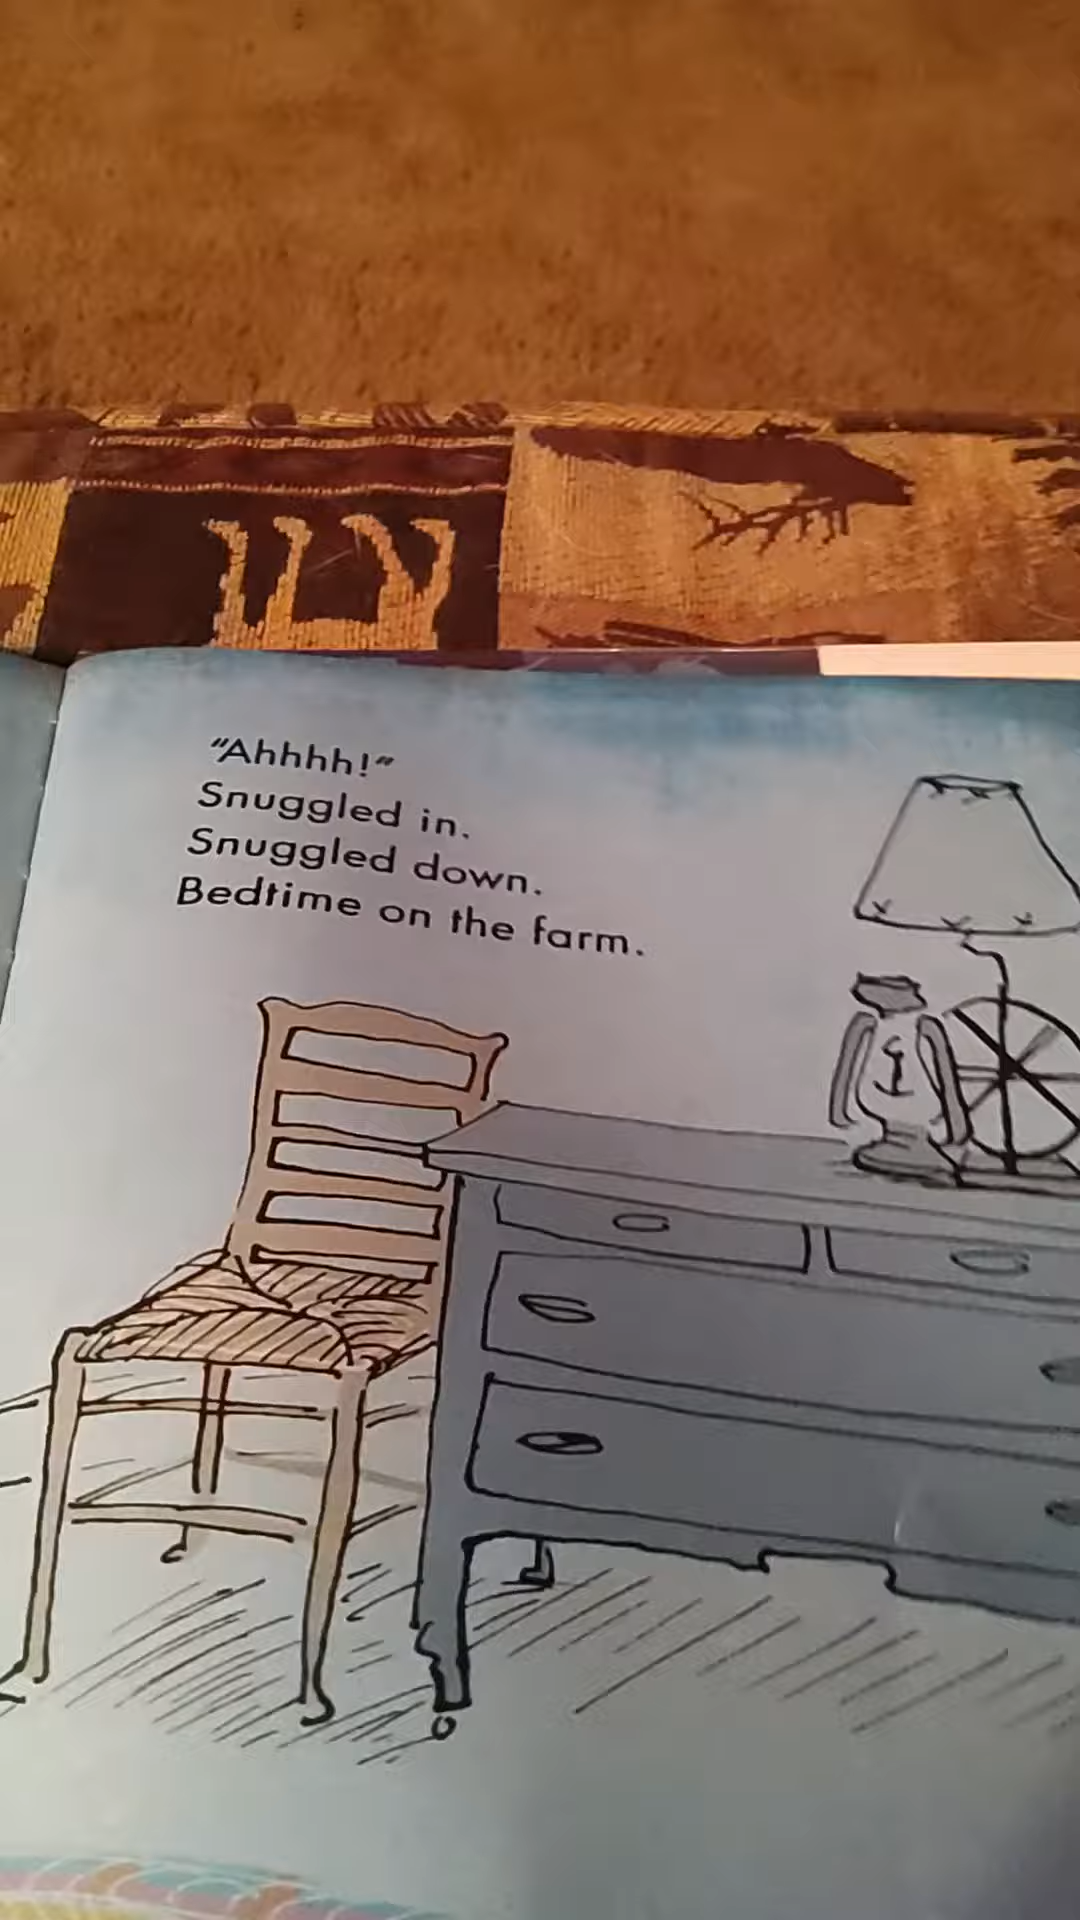 "Ahhhh!"
Snuggled in.
Snuggled down.
Bedtime on the farm.